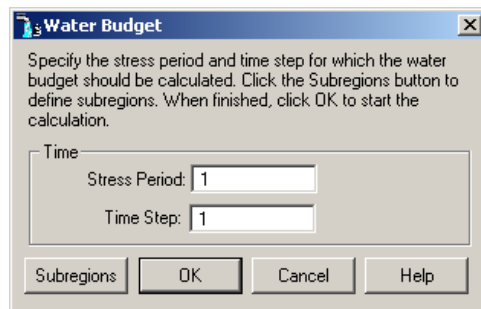 Water Budget
Specify the stress period and time step for which the water
budget should be calculated. Click the Subregions button to
define subregions. When finished, click OK to start the
calculation.
Time
Stress Period: 1
Time Step: 1
Subregions OK Cancel Help